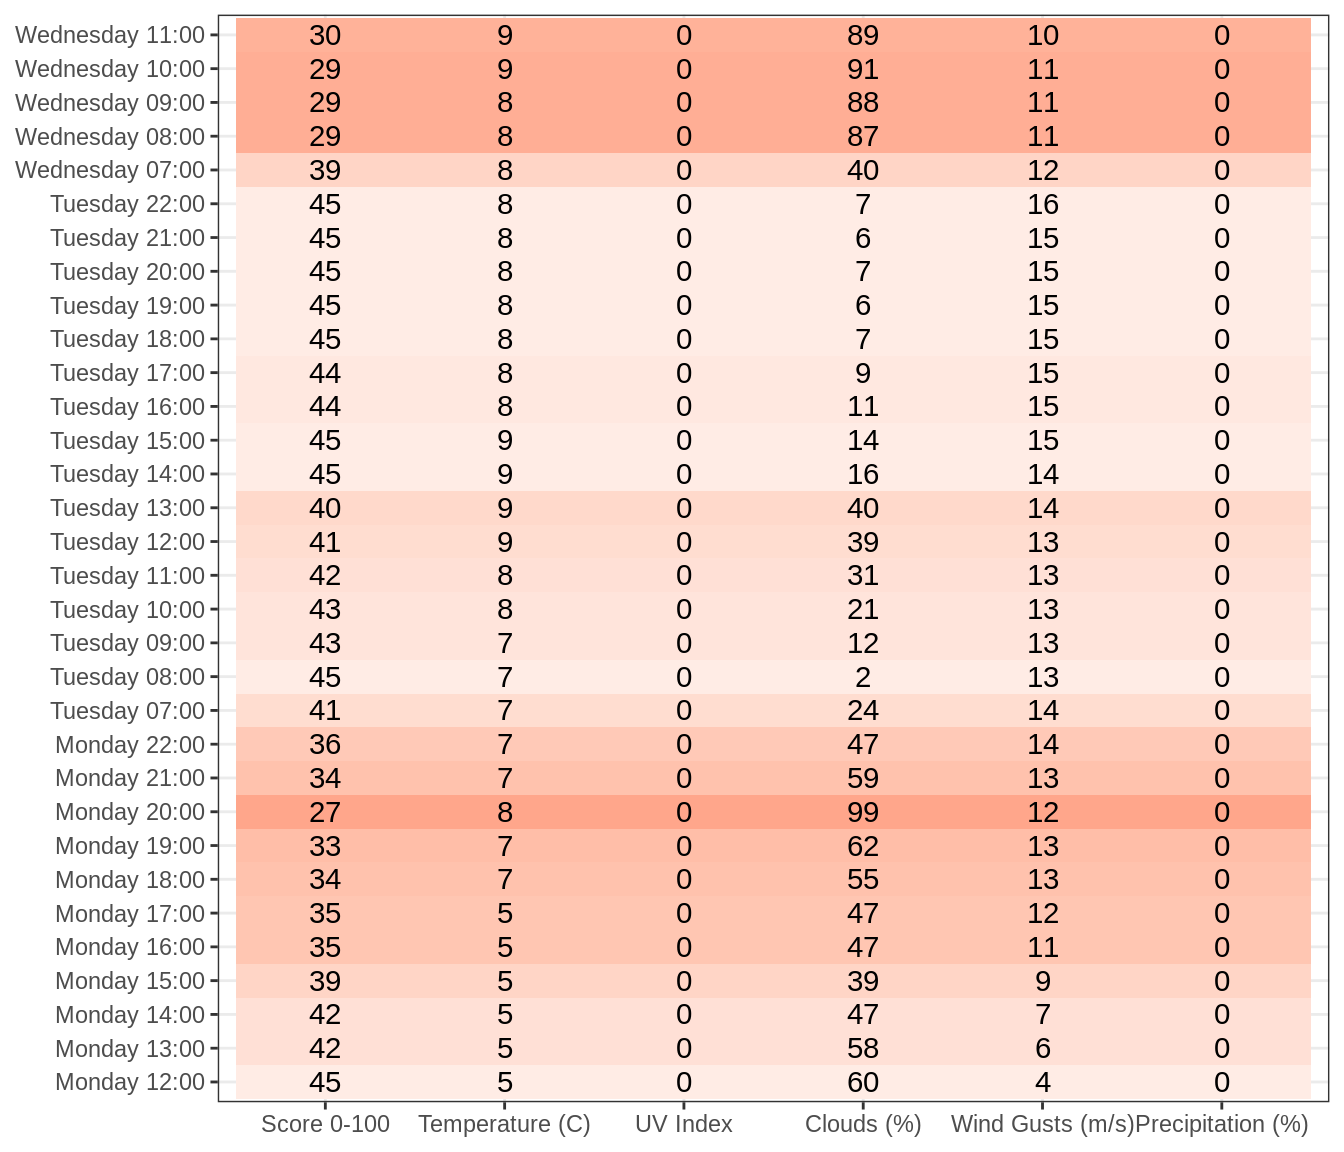 Wednesday 11:00 30 9 0 89 10 0
Wednesday 10:00 29 9 0 91 11 0
Wednesday 09:00 29 8 0 88 11 0
Wednesday 08:00 29 8 0 87 11 0
Wednesday 07:00 39 8 0 40 12 0
Tuesday 22:00 45 8 0 7 16 0
Tuesday 21:00 45 8 0 6 15 0
Tuesday 20:00 45 8 0 7 15 0
Tuesday 19:00 45 8 0 6 15 0
Tuesday 18:00 45 8 0 7 15 0
Tuesday 17:00 44 8 0 9 15 0
Tuesday 16:00 44 8 0 11 15 0
Tuesday 15:00 45 9 0 14 15 0
Tuesday 14:00 45 9 0 16 14 0
Tuesday 13:00 40 9 0 40 14 0
Tuesday 12:00 41 9 0 39 13 0
Tuesday 11:00 42 8 0 31 13 0
Tuesday 10:00 43 8 0 21 13 0
Tuesday 09:00 43 7 0 12 13 0
Tuesday 08:00 45 7 0 2 13 0
Tuesday 07:00 41 7 0 24 14 0
Monday 22:00 36 7 0 47 14 0
Monday 21:00 34 7 0 59 13 0
Monday 20:00 27 8 0 99 12 0
Monday 19:00 33 7 0 62 13 0
Monday 18:00 34 7 0 55 13 0
Monday 17:00 35 5 0 47 12 0
Monday 16:00 35 5 0 47 11 0
Monday 15:00 39 5 0 39 9 0
Monday 14:00 42 5 0 47 7 0
Monday 13:00 42 5 0 58 6 0
Monday 12:00 45 5 0 60 4 0
Score 0-100 Temperature (C) UV Index Clouds (%) Wind Gusts (m/s) Precipitation (%)